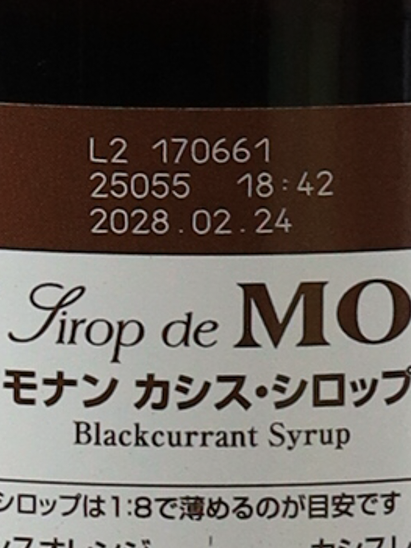 L2 170661
25055 18:42
2028.02.24
Sirop de MO
モナン カシス・シロップ
Blackcurrant Syrup
シロップは1:8で薄めるのが目安です